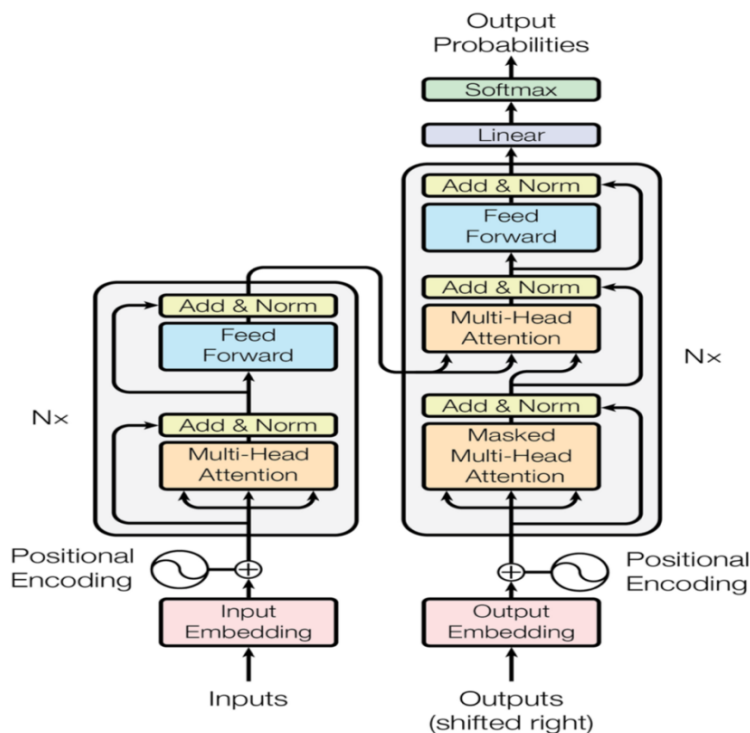 Output
Probabilities
Softmax
Linear
Add & Norm
Feed
Forward
Add & Norm
Multi-Head
Attention
Nx
Add & Norm
Masked
Multi-Head
Attention
Add & Norm
Feed
Forward
Nx
Add & Norm
Multi-Head
Attention
Positional
Encoding
Positional
Encoding
Input
Embedding
Output
Embedding
Inputs
Outputs
(shifted right)